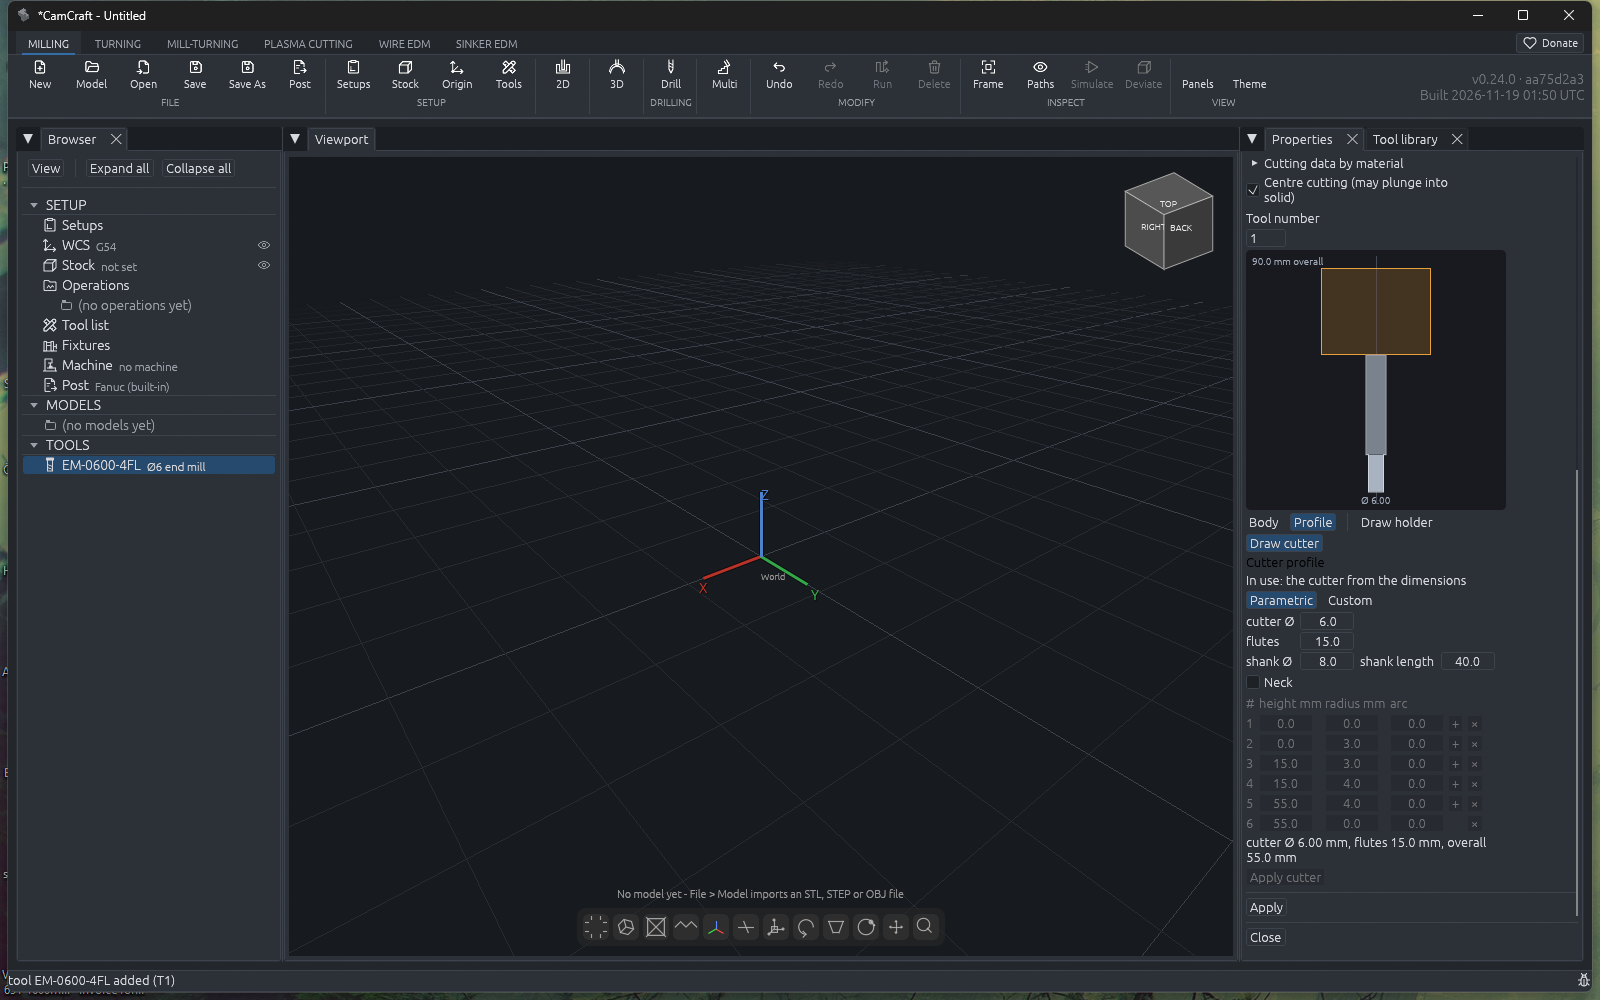 *CamCraft - Untitled
MILLING TURNING MILL-TURNING PLASMA CUTTING WIRE EDM SINKER EDM Donate
New Model Open Save Save As Post Setups Stock Origin Tools 2D 3D Drill Multi Undo Redo Run Delete Frame Paths Simulate Deviate Panels Theme
FILE SETUP DRILLING MODIFY INSPECT VIEW
v0.24.0 · aa75d2a3
Built 2026-11-19 01:50 UTC
Browser
View Expand all Collapse all
SETUP
Setups
WCS G54
Stock not set
Operations
(no operations yet)
Tool list
Fixtures
Machine no machine
Post Fanuc (built-in)
MODELS
(no models yet)
TOOLS
EM-0600-4FL Ø6 end mill
Viewport
TOP
RIGHT BACK
Z
World
X
Y
No model yet - File > Model imports an STL, STEP or OBJ file
Properties Tool library
Cutting data by material
Centre cutting (may plunge into
solid)
Tool number
1
90.0 mm overall
Ø 6.00
Body Profile Draw holder
Draw cutter
Cutter profile
In use: the cutter from the dimensions
Parametric Custom
cutter Ø 6.0
flutes 15.0
shank Ø 8.0 shank length 40.0
Neck
# height mm radius mm arc
1 0.0 0.0 0.0 + ×
2 0.0 3.0 0.0 + ×
3 15.0 3.0 0.0 + ×
4 15.0 4.0 0.0 + ×
5 55.0 4.0 0.0 + ×
6 55.0 0.0 0.0 ×
cutter Ø 6.00 mm, flutes 15.0 mm, overall
55.0 mm
Apply cutter
Apply
Close
tool EM-0600-4FL added (T1)